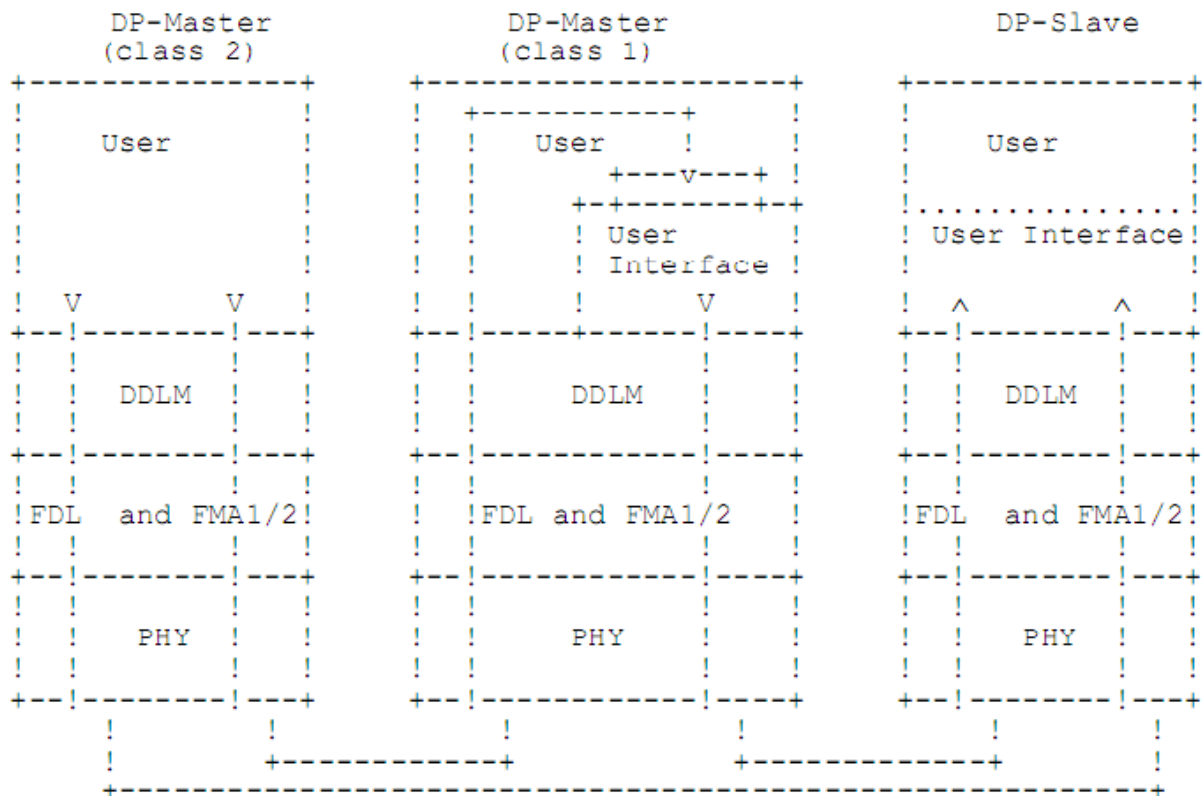 DP-Master DP-Master DP-Slave
(class 2) (class 1)
User User User
User User Interface
Interface
V V V
DDLM DDLM DDLM
FDL and FMA1/2 FDL and FMA1/2 FDL and FMA1/2
PHY PHY PHY